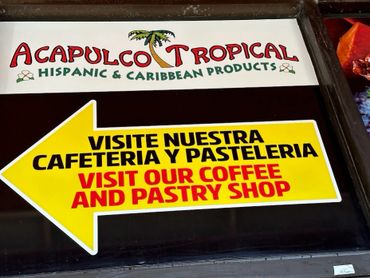 ACAPULCO TROPICAL
HISPANIC & CARIBBEAN PRODUCTS
VISITE NUESTRA
CAFETERIA Y PASTELERIA
VISIT OUR COFFEE
AND PASTRY SHOP